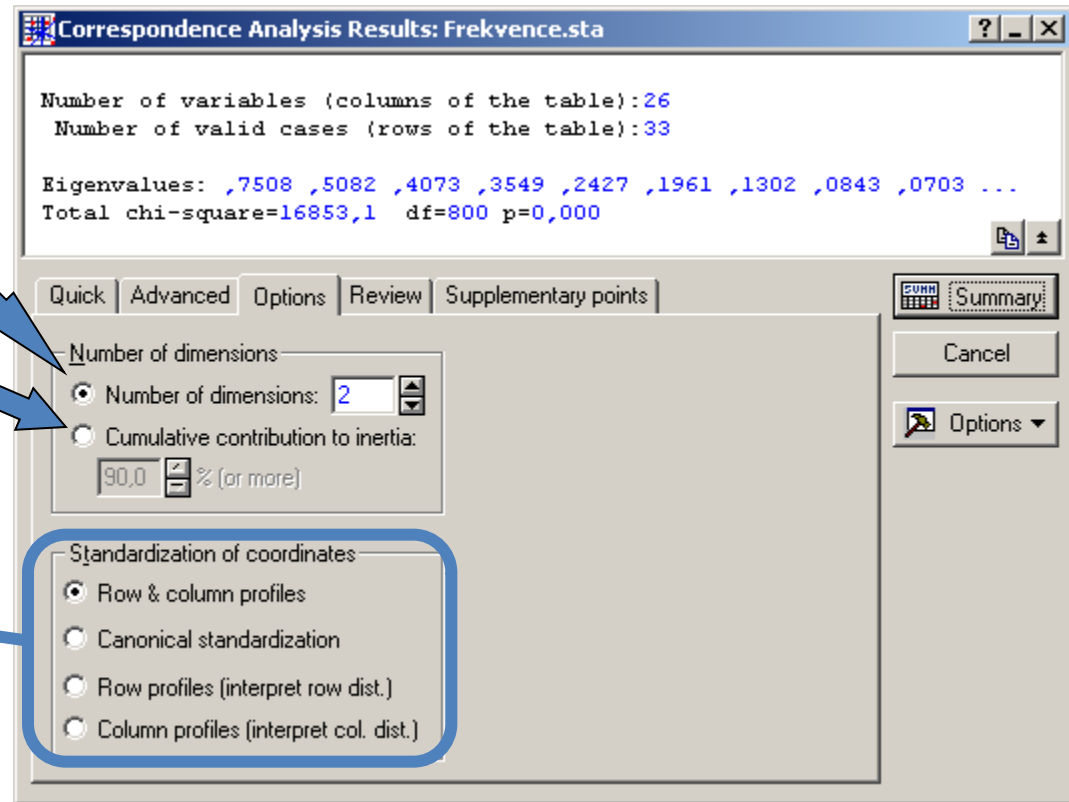 Correspondence Analysis Results: Frekvence.sta
Number of variables (columns of the table):26
Number of valid cases (rows of the table):33
Eigenvalues: ,7508 ,5082 ,4073 ,3549 ,2427 ,1961 ,1302 ,0843 ,0703 ...
Total chi-square=16853,1 df=800 p=0,000
Quick Advanced Options Review Supplementary points
SUMM Summary
Cancel
Options
Number of dimensions
Number of dimensions: 2
Cumulative contribution to inertia:
90,0 % (or more)
Standardization of coordinates
Row & column profiles
Canonical standardization
Row profiles (interpret row dist.)
Column profiles (interpret col. dist.)